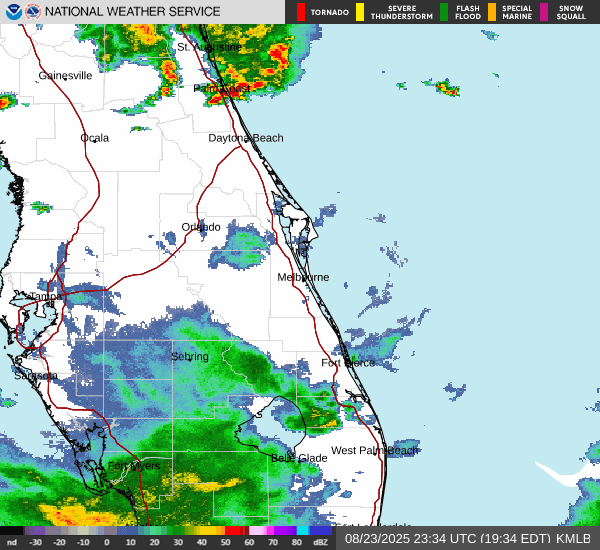 NATIONAL WEATHER SERVICE
TORNADO
SEVERE THUNDERSTORM
FLASH FLOOD
SPECIAL MARINE
SNOW SQUALL
St. Augustine
Gainesville
Palm Coast
Ocala
Daytona Beach
Orlando
Melbourne
Tampa
Sebring
Fort Pierce
Sarasota
West Palm Beach
Belle Glade
Fort Myers
Fort Lauderdale
nd -30 -20 -10 0 10 20 30 40 50 60 70 80 dBZ
08/23/2025 23:34 UTC (19:34 EDT) KMLB